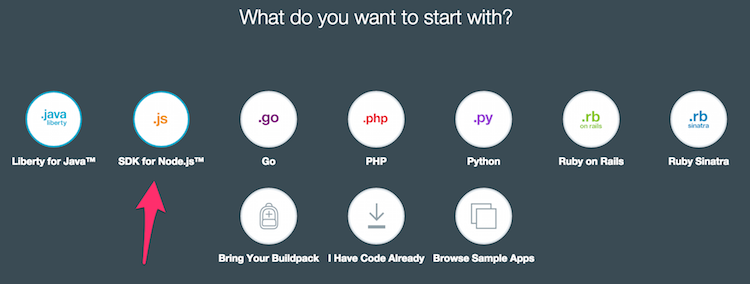 What do you want to start with?
.java
liberty
.js
.go
.php
.py
.rb
on rails
.rb
sinatra
Liberty for Java™
SDK for Node.js™
Go
PHP
Python
Ruby on Rails
Ruby Sinatra
Bring Your Buildpack
I Have Code Already
Browse Sample Apps